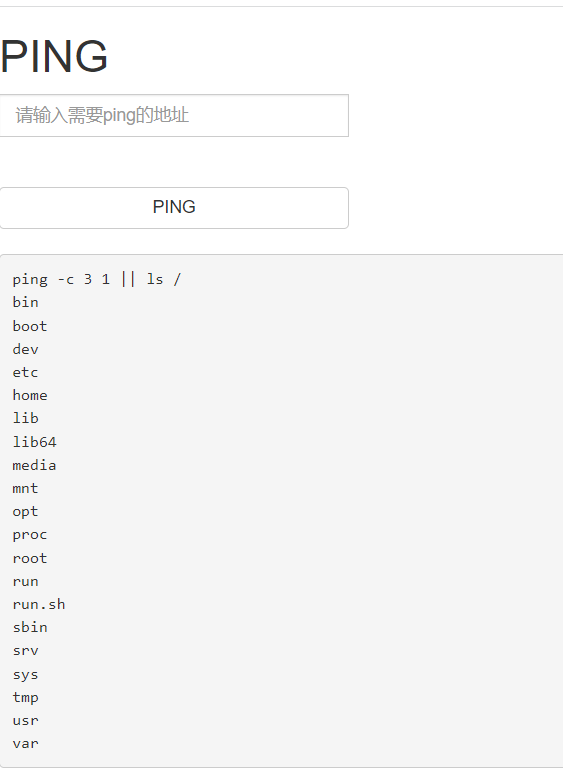 PING
请输入需要ping的地址
PING
ping -c 3 1 || ls /
bin
boot
dev
etc
home
lib
lib64
media
mnt
opt
proc
root
run
run.sh
sbin
srv
sys
tmp
usr
var